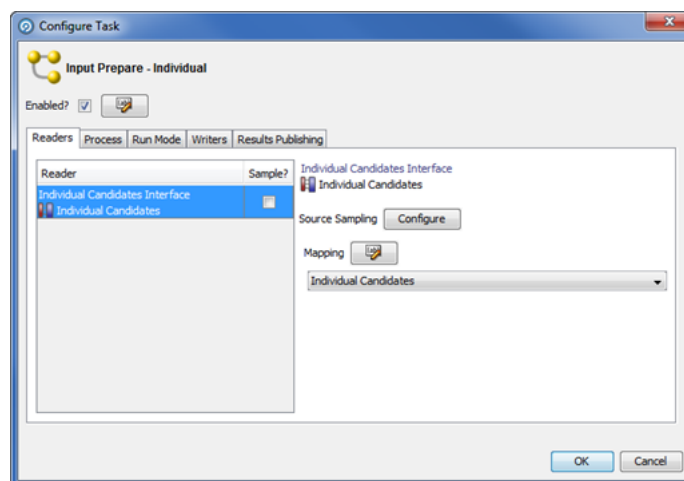 Configure Task
Input Prepare - Individual
Enabled?
Readers
Process
Run Mode
Writers
Results Publishing
Reader
Sample?
Individual Candidates Interface
Individual Candidates
Individual Candidates Interface
Individual Candidates
Source Sampling
Configure
Mapping
Individual Candidates
OK
Cancel